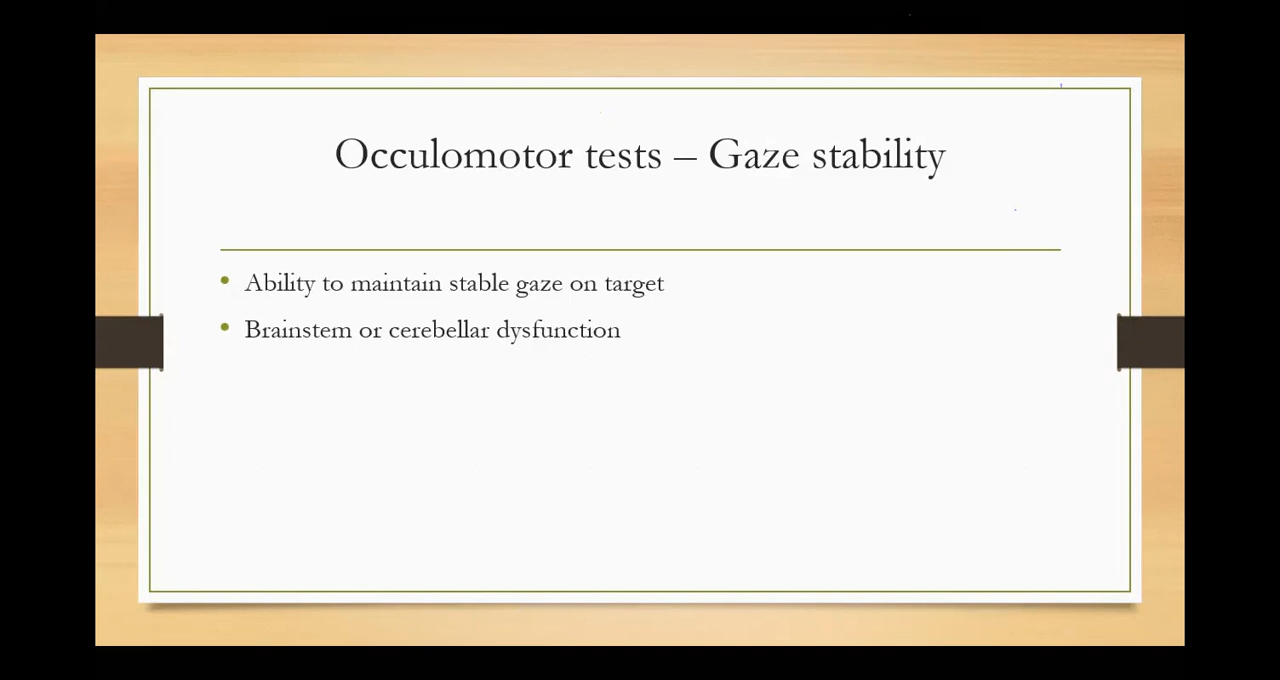 Occulomotor tests – Gaze stability
• Ability to maintain stable gaze on target
• Brainstem or cerebellar dysfunction